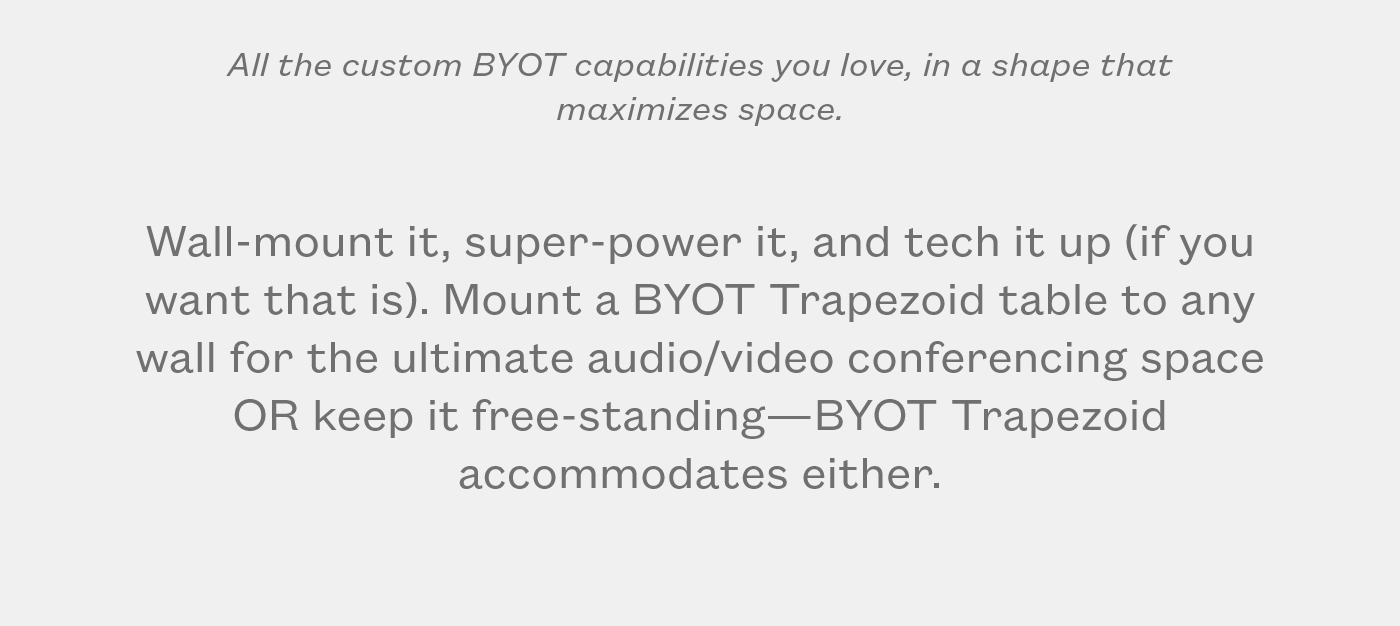 All the custom BYOT capabilities you love, in a shape that
maximizes space.
Wall-mount it, super-power it, and tech it up (if you
want that is). Mount a BYOT Trapezoid table to any
wall for the ultimate audio/video conferencing space
OR keep it free-standing—BYOT Trapezoid
accommodates either.